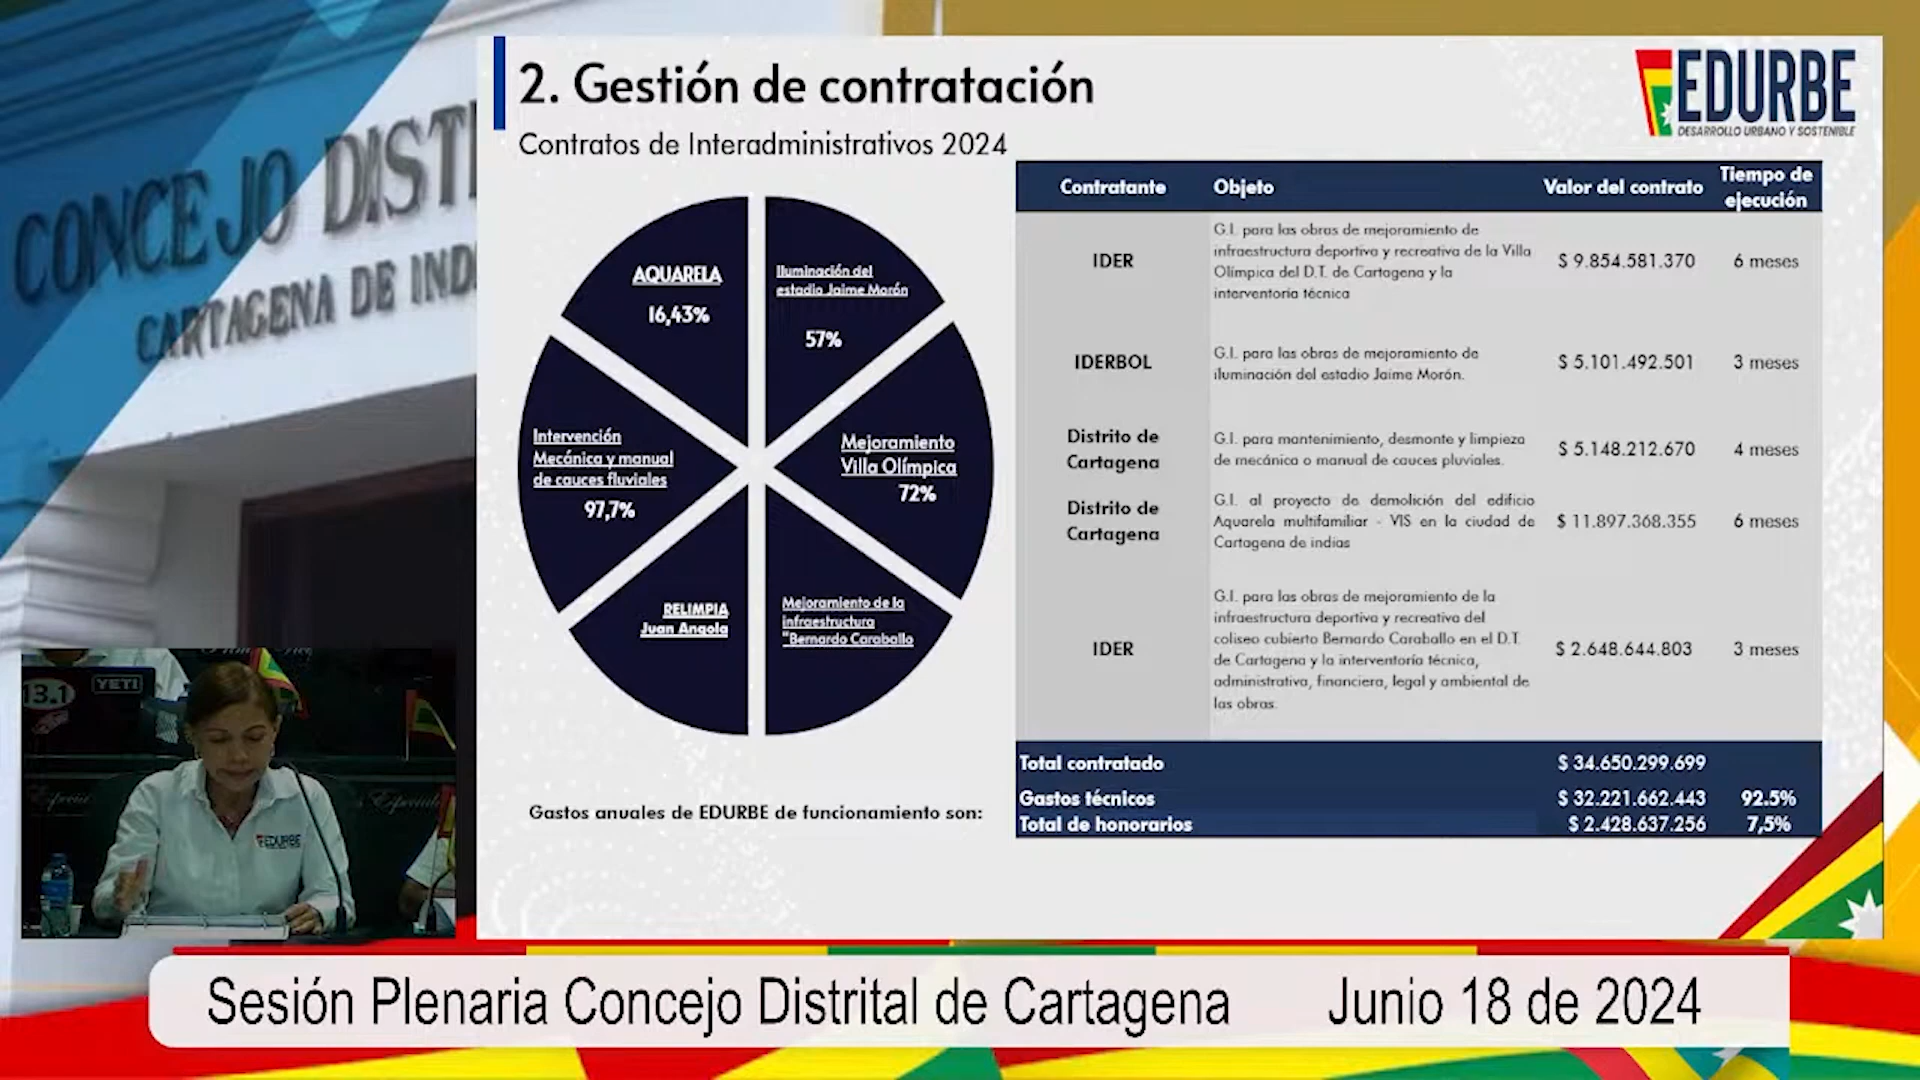 CONCEJO DIST
CARTAGENA DE IND
2. Gestión de contratación
Contratos de Interadministrativos 2024
EDURBE
DESARROLLO URBANO Y SOSTENIBLE
AQUARELA
16,43%
Iluminación del
estadio Jaime Morón
57%
Intervención
Mecánica y manual
de cauces fluviales
97,7%
Mejoramiento
Villa Olímpica
72%
RELIMPIA
Juan Angola
Mejoramiento de la
infraestructura
"Bernardo Caraballo
Gastos anuales de EDURBE de funcionamiento son:
Contratante Objeto Valor del contrato Tiempo de
ejecución
IDER
G.I. para las obras de mejoramiento de
infraestructura deportiva y recreativa de la Villa
Olímpica del D.T. de Cartagena y la
interventoría técnica
$ 9.854.581.370 6 meses
IDERBOL
G.I. para las obras de mejoramiento de
iluminación del estadio Jaime Morón.
$ 5.101.492.501 3 meses
Distrito de
Cartagena
G.I. para mantenimiento, desmonte y limpieza
de mecánica o manual de cauces pluviales.
$ 5.148.212.670 4 meses
Distrito de
Cartagena
G.I. al proyecto de demolición del edificio
Aquarela multifamiliar - VIS en la ciudad de
Cartagena de indias
$ 11.897.368.355 6 meses
IDER
G.I. para las obras de mejoramiento de la
infraestructura deportiva y recreativa del
coliseo cubierto Bernardo Caraballo en el D.T.
de Cartagena y la interventoría técnica,
administrativa, financiera, legal y ambiental de
las obras.
$ 2.648.644.803 3 meses
Total contratado $ 34.650.299.699
Gastos técnicos $ 32.221.662.443 92.5%
Total de honorarios $ 2.428.637.256 7,5%
13.1
YETI
EDURBE
Sesión Plenaria Concejo Distrital de Cartagena Junio 18 de 2024